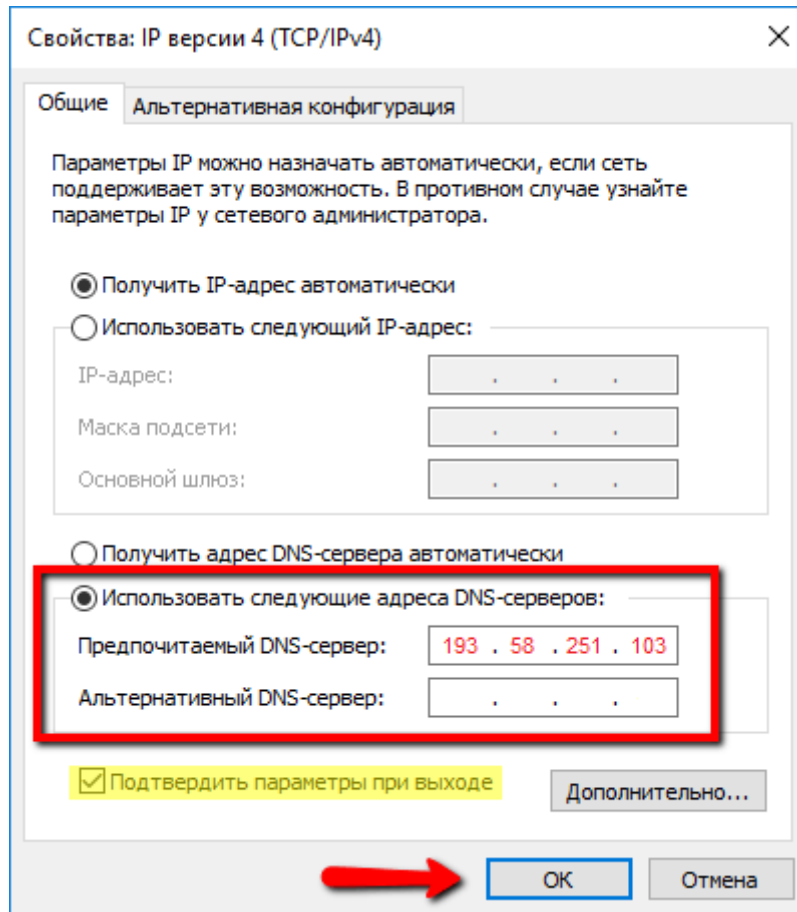 Свойства: IP версии 4 (TCP/IPv4)
Общие
Альтернативная конфигурация
Параметры IP можно назначать автоматически, если сеть
поддерживает эту возможность. В противном случае узнайте
параметры IP у сетевого администратора.
Получить IP-адрес автоматически
Использовать следующий IP-адрес:
IP-адрес: . . .
Маска подсети: . . .
Основной шлюз: . . .
Получить адрес DNS-сервера автоматически
Использовать следующие адреса DNS-серверов:
Предпочитаемый DNS-сервер: 193 . 58 . 251 . 103
Альтернативный DNS-сервер: . . .
Подтвердить параметры при выходе
Дополнительно...
ОК
Отмена